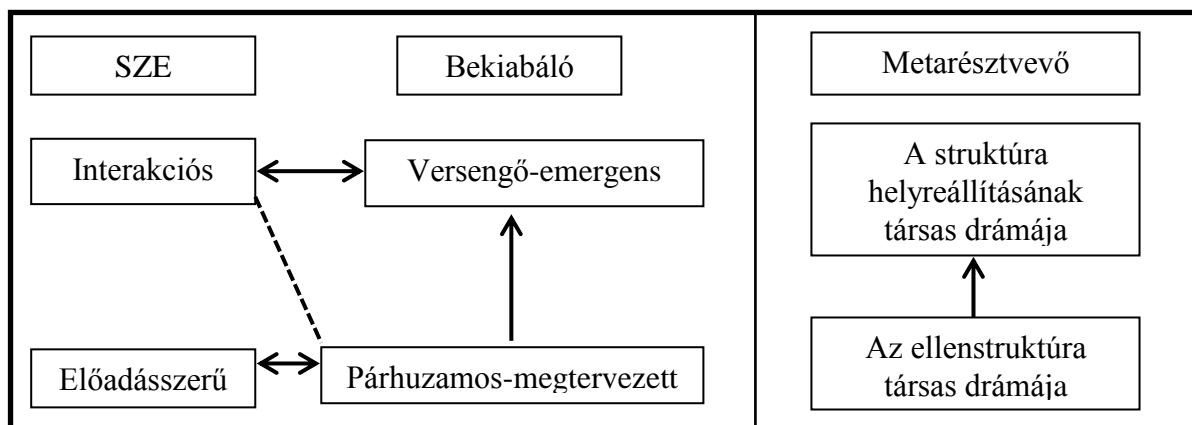 SZE
Bekiabáló
Metarésztvevő
Interakciós
Versengő-emergens
A struktúra
helyreállításának
társas drámája
Előadásszerű
Párhuzamos-megtervezett
Az ellenstruktúra
társas drámája